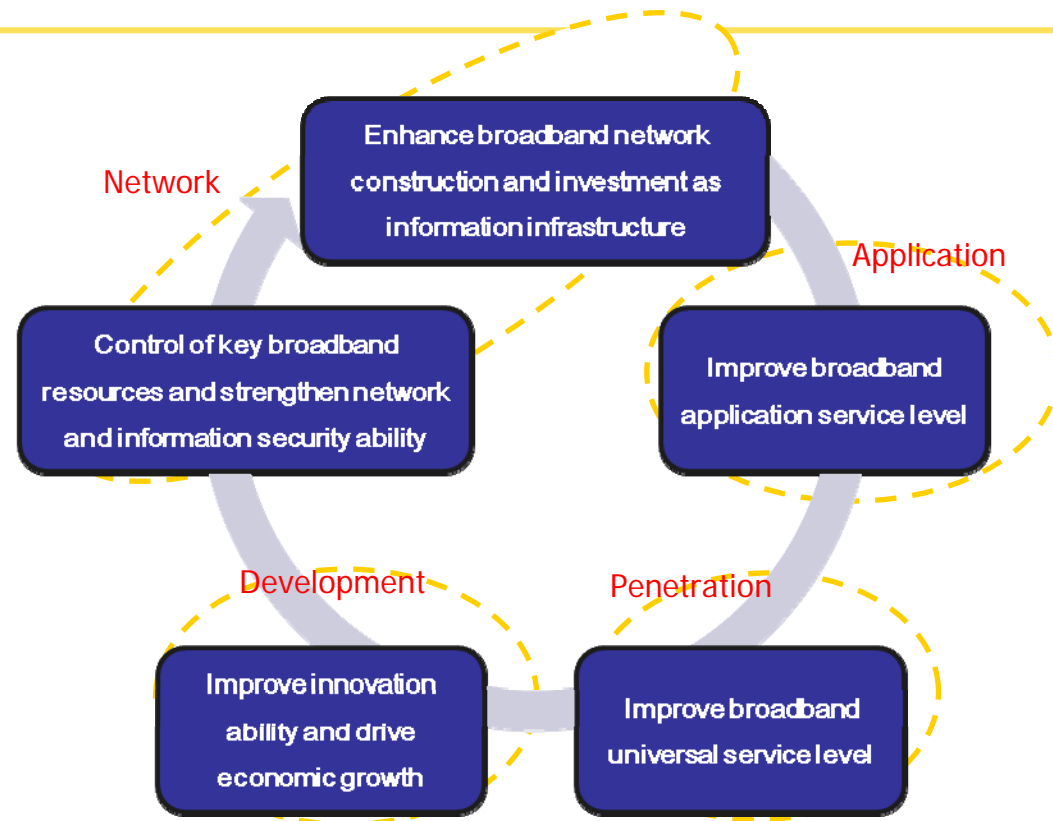 Enhance broadband network
construction and investment as
information infrastructure
Network
Application
Control of key broadband
resources and strengthen network
and information security ability
Improve broadband
application service level
Development
Penetration
Improve innovation
ability and drive
economic growth
Improve broadband
universal service level